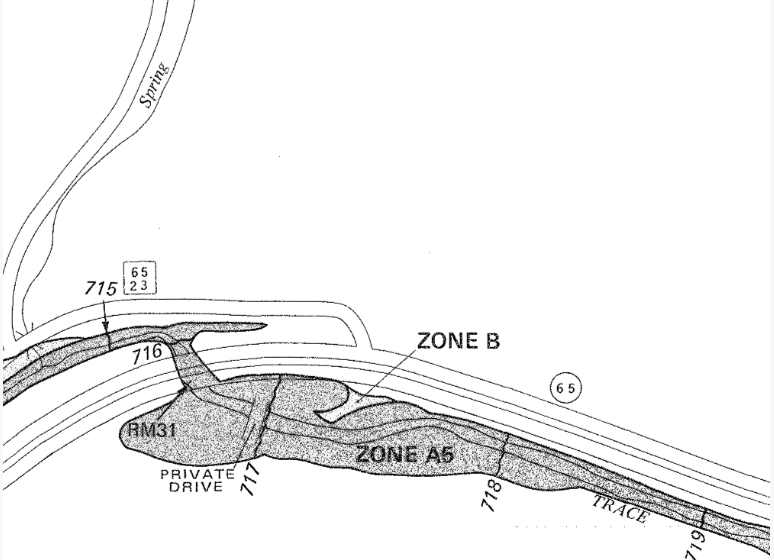 Spring
65
23
715
716
ZONE B
65
RM31
ZONE A5
PRIVATE
DRIVE
717
718
TRACE
719